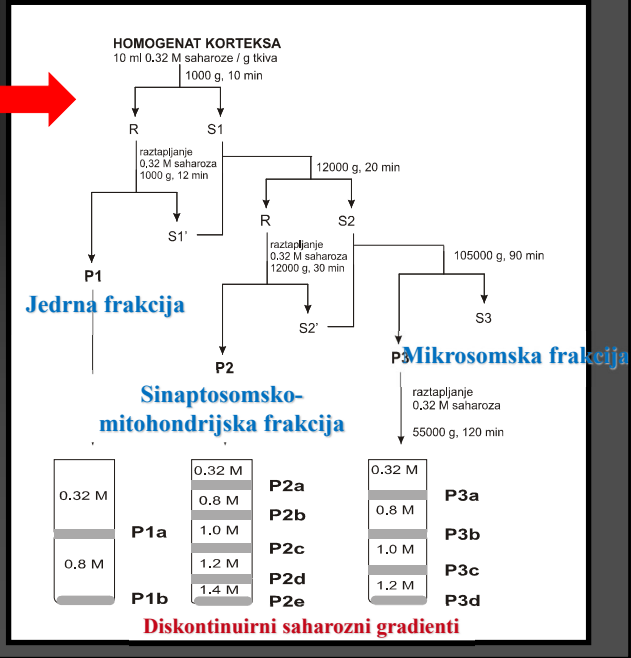 HOMOGENAT KORTEKSA
10 ml 0.32 M saharoze / g tkiva
1000 g, 10 min
R
S1
raztapljanje
0,32 M saharoza
1000 g, 12 min
12000 g, 20 min
S1'
R
S2
raztapljanje
0.32 M saharoza
12000 g, 30 min
105000 g, 90 min
P1
Jedrna frakcija
S2'
S3
P2
P3
Mikrosomska frakcija
Sinaptosomsko-
mitohondrijska frakcija
raztapljanje
0.32 M saharoza
55000 g, 120 min
0.32 M
P1a
0.8 M
P1b
0.32 M
P2a
0.8 M
P2b
1.0 M
P2c
1.2 M
P2d
1.4 M
P2e
0.32 M
P3a
0.8 M
P3b
1.0 M
P3c
1.2 M
P3d
Diskontinuirni saharozni gradienti